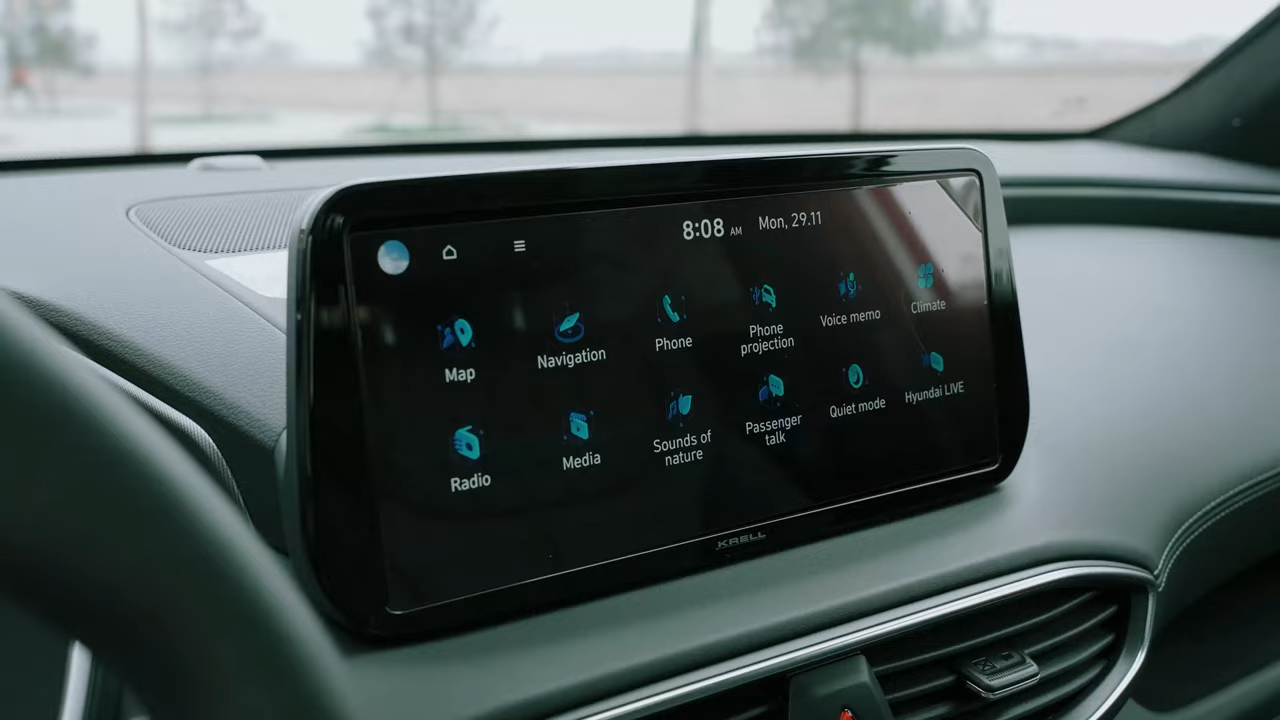 8:08 AM Mon, 29.11
Map
Navigation
Phone
Phone
projection
Voice memo
Climate
Radio
Media
Sounds of
nature
Passenger
talk
Quiet mode
Hyundai LIVE
KRELL